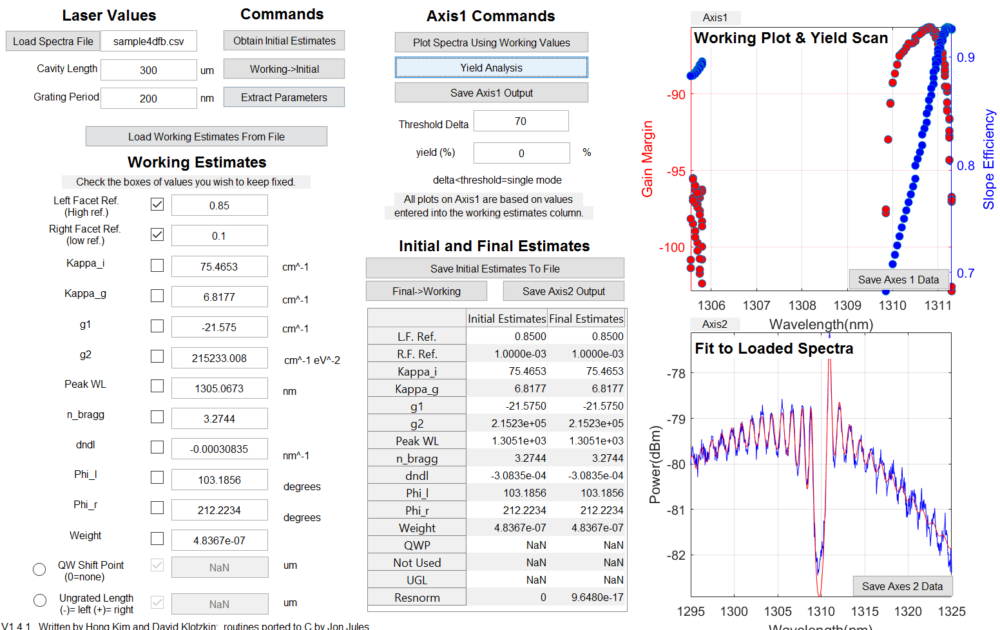 Laser Values
Commands
Load Spectra File
sample4dfb.csv
Obtain Initial Estimates
Cavity Length
300
um
Working->Initial
Grating Period
200
nm
Extract Parameters
Load Working Estimates From File
Working Estimates
Check the boxes of values you wish to keep fixed.
Left Facet Ref.
(High ref.)
0.85
Right Facet Ref.
(low ref.)
0.1
Kappa_i
75.4653
cm^-1
Kappa_g
6.8177
cm^-1
g1
-21.575
cm^-1
g2
215233.008
cm^-1 eV^-2
Peak WL
1305.0673
nm
n_bragg
3.2744
dndl
-0.00030835
nm^-1
Phi_l
103.1856
degrees
Phi_r
212.2234
degrees
Weight
4.8367e-07
QW Shift Point
(0=none)
NaN
um
Ungrated Length
(-)= left (+)= right
NaN
um
V1.4.1 Written by Hong Kim and David Klotzkin; routines ported to C by Jon Jules
Axis1 Commands
Plot Spectra Using Working Values
Yield Analysis
Save Axis1 Output
Threshold Delta
70
yield (%)
0
%
delta<threshold=single mode
All plots on Axis1 are based on values
entered into the working estimates column.
Initial and Final Estimates
Save Initial Estimates To File
Final->Working
Save Axis2 Output
Initial Estimates Final Estimates
L.F. Ref. 0.8500 0.8500
R.F. Ref. 1.0000e-03 1.0000e-03
Kappa_i 75.4653 75.4653
Kappa_g 6.8177 6.8177
g1 -21.5750 -21.5750
g2 2.1523e+05 2.1523e+05
Peak WL 1.3051e+03 1.3051e+03
n_bragg 3.2744 3.2744
dndl -3.0835e-04 -3.0835e-04
Phi_l 103.1856 103.1856
Phi_r 212.2234 212.2234
Weight 4.8367e-07 4.8367e-07
QWP NaN NaN
Not Used NaN NaN
UGL NaN NaN
Resnorm 0 9.6480e-17
Axis1
Working Plot & Yield Scan
Gain Margin
-90
-95
-100
Slope Efficiency
0.9
0.8
0.7
Save Axes 1 Data
1306 1307 1308 1309 1310 1311
Wavelength(nm)
Axis2
Fit to Loaded Spectra
Power(dBm)
-78
-79
-80
-81
-82
Save Axes 2 Data
1295 1300 1305 1310 1315 1320 1325
Wavelength(nm)